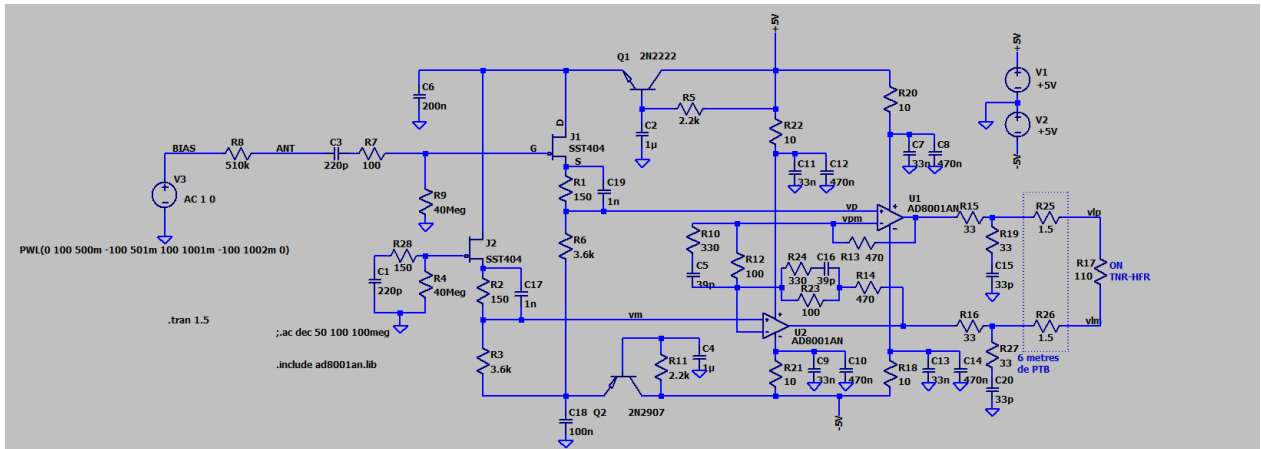 +5V
Q1 2N2222
C6
200n
R5
2.2k
C2
1µ
R20
10
R22
10
+5V
V1
+5V
V2
+5V
-5V
BIAS
R8
510k
ANT
C3
220p
R7
100
G
D
J1
SST404
S
C7
33n
C8
470n
C11
33n
C12
470n
V3
AC 1 0
R9
40Meg
R1
150
C19
1n
vp
vpm
U1
AD8001AN
R15
33
R25
1.5
vlp
PWL(0 100 500m -100 501m 100 1001m -100 1002m 0)
R6
3.6k
R10
330
R12
100
R13 470
R19
33
R28
150
J2
SST404
C5
39p
R24
330
C16
39p
R14
470
C15
33p
R17
110
ON
TNR-HFR
C1
220p
R4
40Meg
R2
150
C17
1n
R23
100
.tran 1.5
;.ac dec 50 100 100meg
vm
U2
AD8001AN
R16
33
R26
1.5
vlm
R3
3.6k
.include ad8001an.lib
R11
2.2k
C4
1µ
R21
10
C9
33n
C10
470n
R18
10
C13
33n
C14
470n
R27
33
6 metres
de PTB
C20
33p
C18
100n
Q2 2N2907
-5V